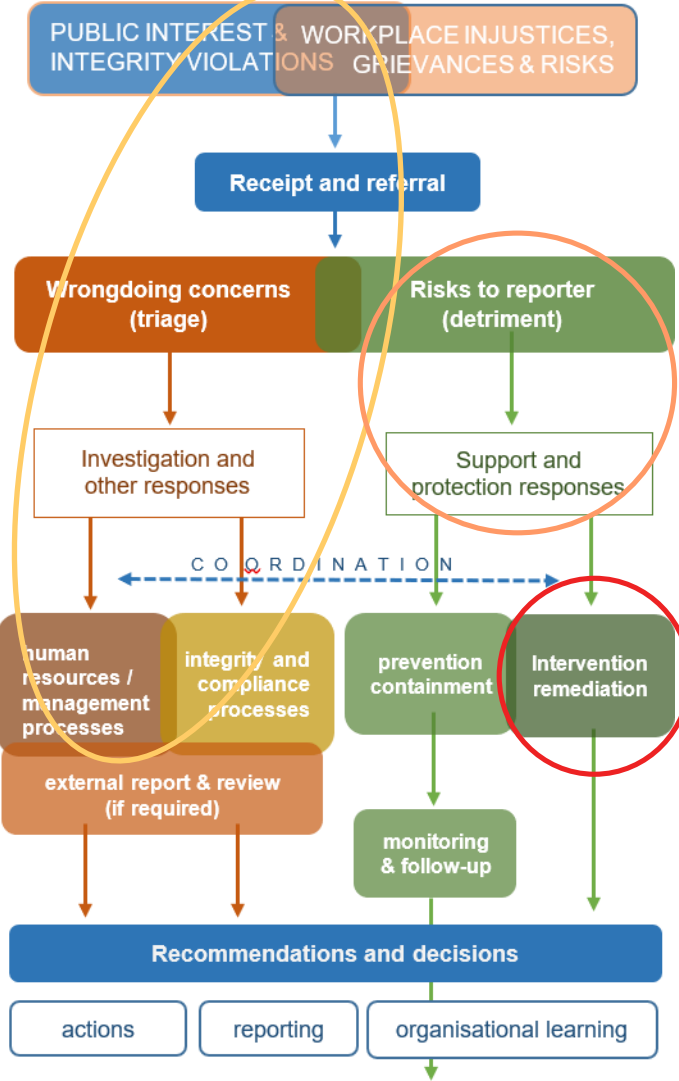 PUBLIC INTEREST &
INTEGRITY VIOLATIONS
WORKPLACE INJUSTICES,
GRIEVANCES & RISKS
Receipt and referral
Wrongdoing concerns
(triage)
Risks to reporter
(detriment)
Investigation and
other responses
Support and
protection responses
COORDINATION
human
resources /
management
processes
integrity and
compliance
processes
prevention
containment
Intervention
remediation
external report & review
(if required)
monitoring
& follow-up
Recommendations and decisions
actions
reporting
organisational learning